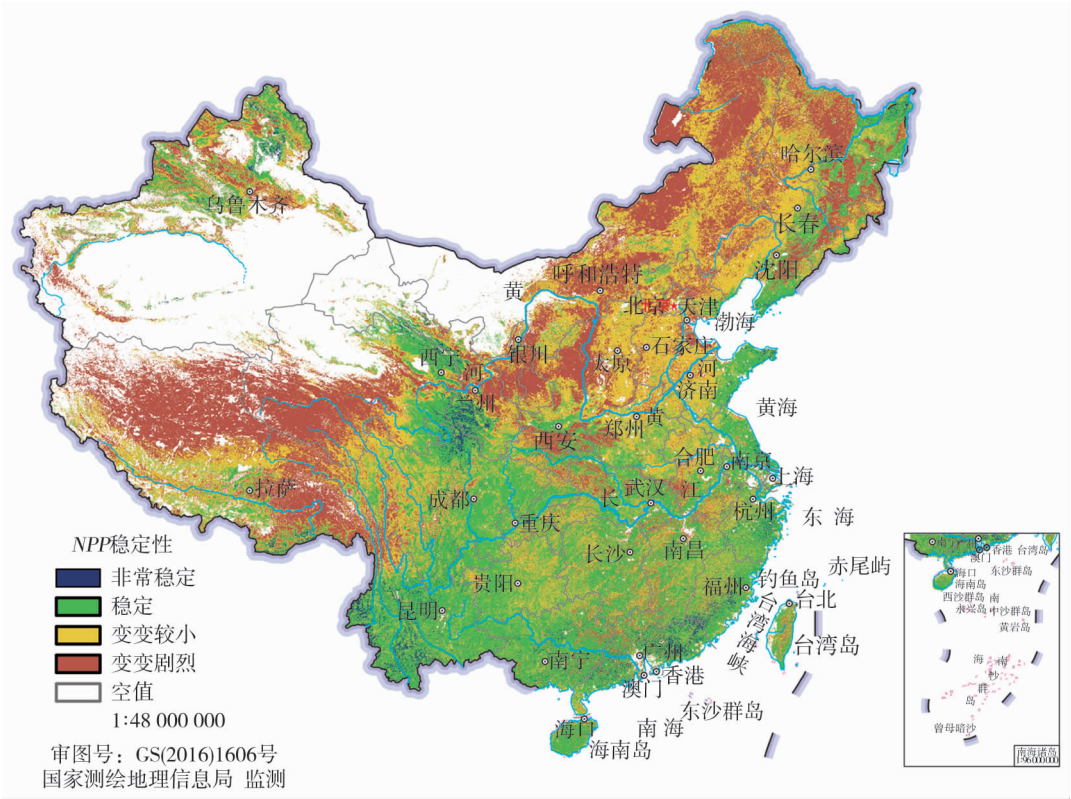 哈尔滨
乌鲁木齐
长春
沈阳
呼和浩特
黄
北京
天津
渤海
银川
太原
石家庄
西宁
河
河
济南
兰州
黄海
西安
郑州
黄
合肥
南京
上海
拉萨
成都
长
武汉
江
杭州
东 海
重庆
长沙
南昌
赤尾屿
贵阳
福州
钓鱼岛
昆明
台北
台湾海峡
台湾岛
南宁
广州
香港
澳门
东沙群岛
海口
南 海
海南岛
NPP稳定性
非常稳定
稳定
变变较小
变变剧烈
空值
1:48 000 000
审图号：GS(2016)1606号
国家测绘地理信息局 监测
香港
台湾岛
澳门
海口
东沙群岛
海南岛
西沙群岛
南
永兴岛
中沙群岛
黄岩岛
海
南沙群岛
曾母暗沙
南海诸岛
1:96 000 000